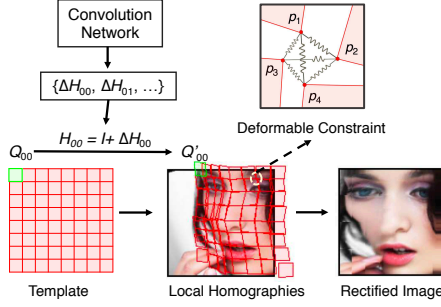 Convolution
Network
{ΔH₀₀, ΔH₀₁, ...}
p₁
p₂
p₃
p₄
H₀₀ = I + ΔH₀₀
Deformable Constraint
Q₀₀
Q'₀₀
Template
Local Homographies
Rectified Image